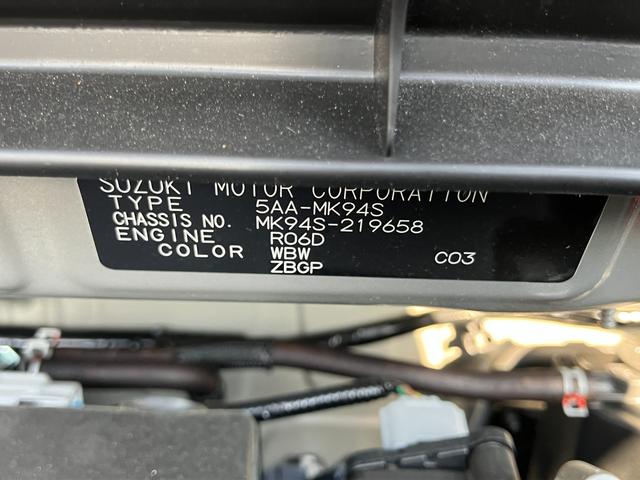 SUZUKI MOTOR CORPORATION
TYPE 5AA-MK94S
CHASSIS NO. MK94S-219658
ENGINE R06D
COLOR WBW C03
ZBGP